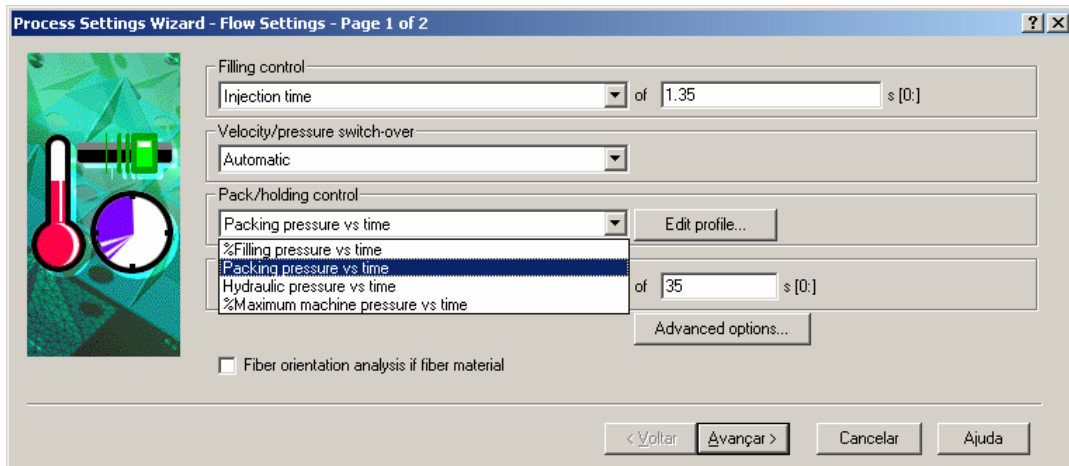 Process Settings Wizard - Flow Settings - Page 1 of 2
Filling control
Injection time of 1.35 s [0:]
Velocity/pressure switch-over
Automatic
Pack/holding control
Packing pressure vs time Edit profile...
%Filling pressure vs time
Packing pressure vs time
Hydraulic pressure vs time of 35 s [0:]
%Maximum machine pressure vs time
Advanced options...
Fiber orientation analysis if fiber material
< Voltar Avançar > Cancelar Ajuda